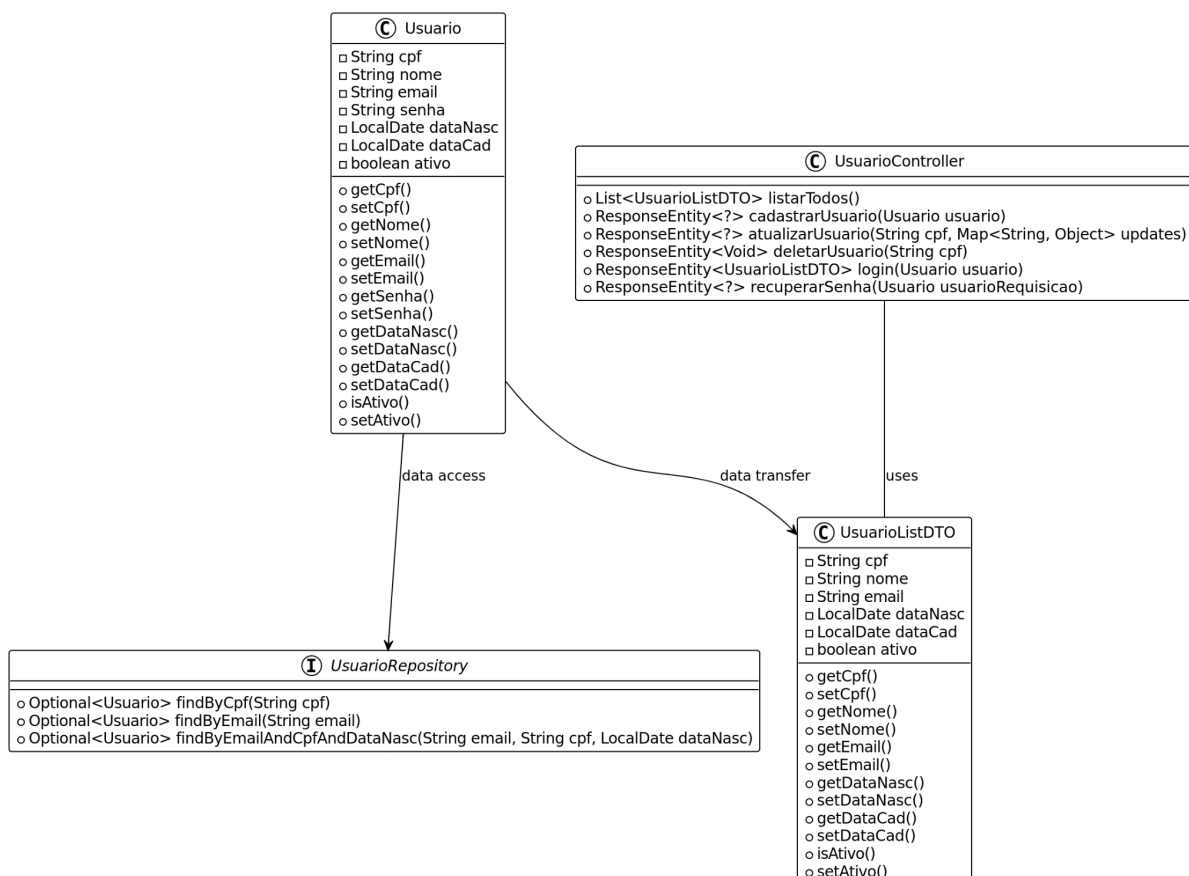 C Usuario
String cpf
String nome
String email
String senha
LocalDate dataNasc
LocalDate dataCad
boolean ativo
getCpf()
setCpf()
getNome()
setNome()
getEmail()
setEmail()
getSenha()
setSenha()
getDataNasc()
setDataNasc()
getDataCad()
setDataCad()
isAtivo()
setAtivo()
C UsuarioController
List<UsuarioListDTO> listarTodos()
ResponseEntity<?> cadastrarUsuario(Usuario usuario)
ResponseEntity<?> atualizarUsuario(String cpf, Map<String, Object> updates)
ResponseEntity<Void> deletarUsuario(String cpf)
ResponseEntity<UsuarioListDTO> login(Usuario usuario)
ResponseEntity<?> recuperarSenha(Usuario usuarioRequisicao)
data access
data transfer
uses
I UsuarioRepository
Optional<Usuario> findByCpf(String cpf)
Optional<Usuario> findByEmail(String email)
Optional<Usuario> findByEmailAndCpfAndDataNasc(String email, String cpf, LocalDate dataNasc)
C UsuarioListDTO
String cpf
String nome
String email
LocalDate dataNasc
LocalDate dataCad
boolean ativo
getCpf()
setCpf()
getNome()
setNome()
getEmail()
setEmail()
getDataNasc()
setDataNasc()
getDataCad()
setDataCad()
isAtivo()
setAtivo()